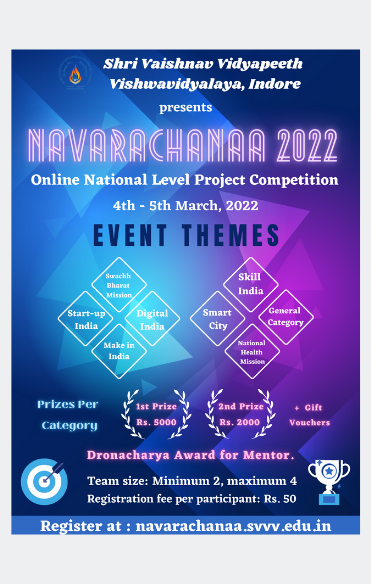 Shri Vaishnav Vidyapeeth
Vishwavidyalaya, Indore
presents
NAVARACHANAA 2022
Online National Level Project Competition
4th - 5th March, 2022
EVENT THEMES
Swachh
Bharat
Mission
Start-up
India
Digital
India
Make in
India
Skill
India
Smart
City
General
Category
National
Health
Mission
Prizes Per
Category
1st Prize
Rs. 5000
2nd Prize
Rs. 2000
+ Gift
Vouchers
Dronacharya Award for Mentor.
Team size: Minimum 2, maximum 4
Registration fee per participant: Rs. 50
Register at : navarachanaa.svvv.edu.in